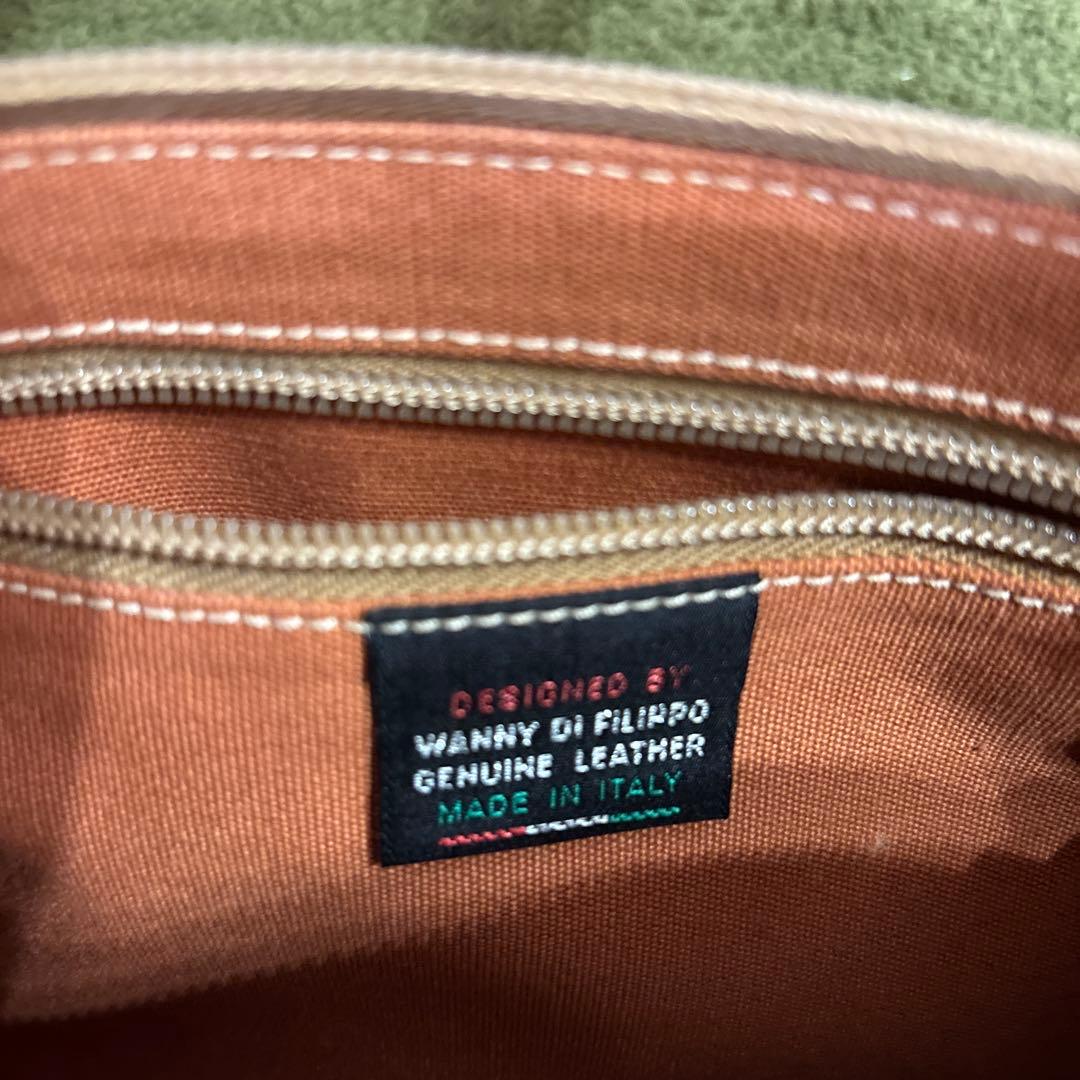 DESIGNED BY
WANNY DI FILIPPO
GENUINE LEATHER
MADE IN ITALY